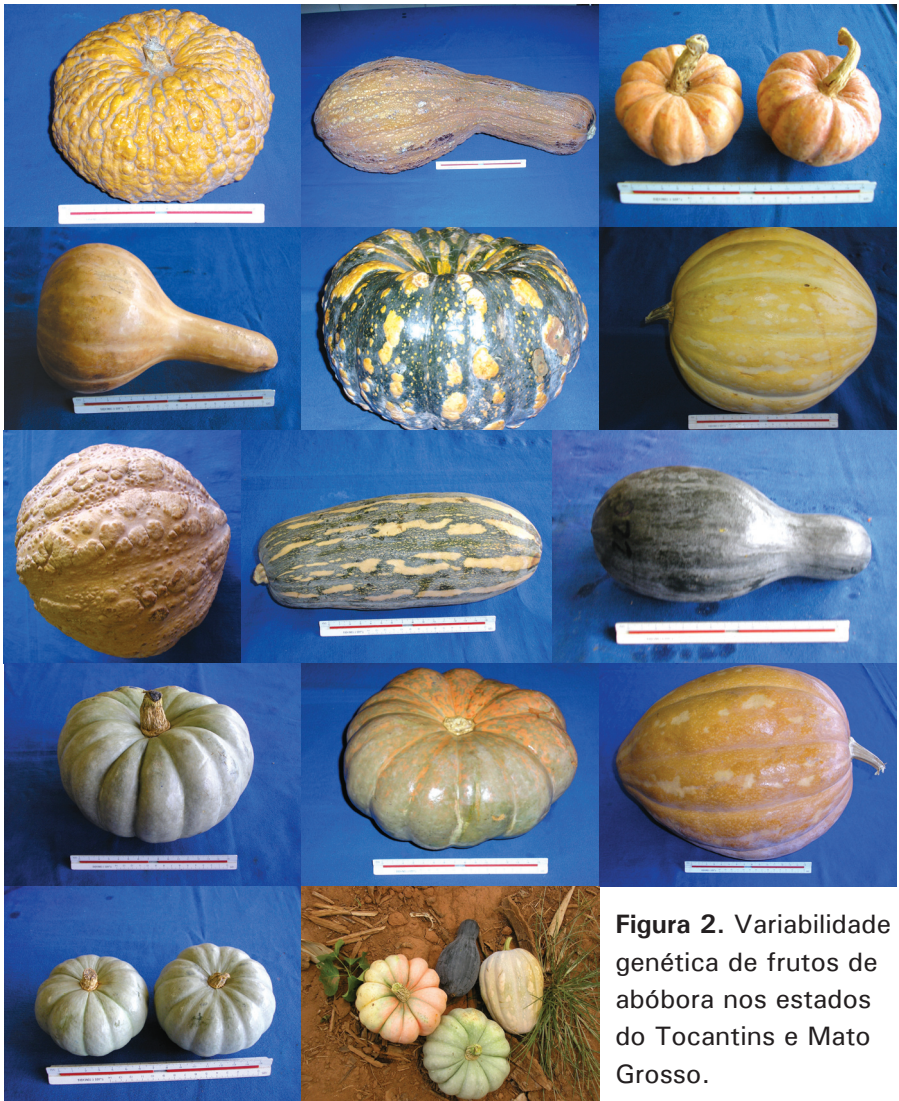 Figura 2. Variabilidade
genética de frutos de
abóbora nos estados
do Tocantins e Mato
Grosso.